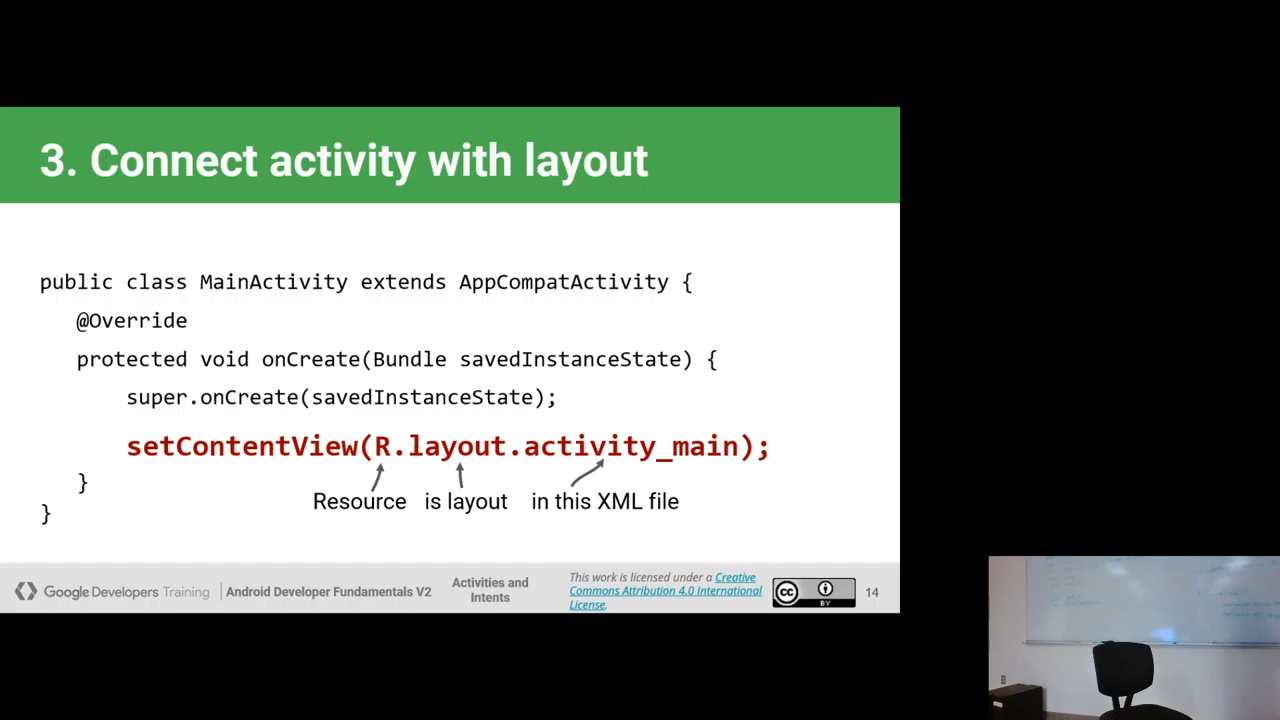 3. Connect activity with layout
public class MainActivity extends AppCompatActivity {
@Override
protected void onCreate(Bundle savedInstanceState) {
super.onCreate(savedInstanceState);
setContentView(R.layout.activity_main);
}
Resource is layout in this XML file
}
Google Developers Training
Android Developer Fundamentals V2
Activities and
Intents
This work is licensed under a Creative
Commons Attribution 4.0 International
License.
cc
BY
14